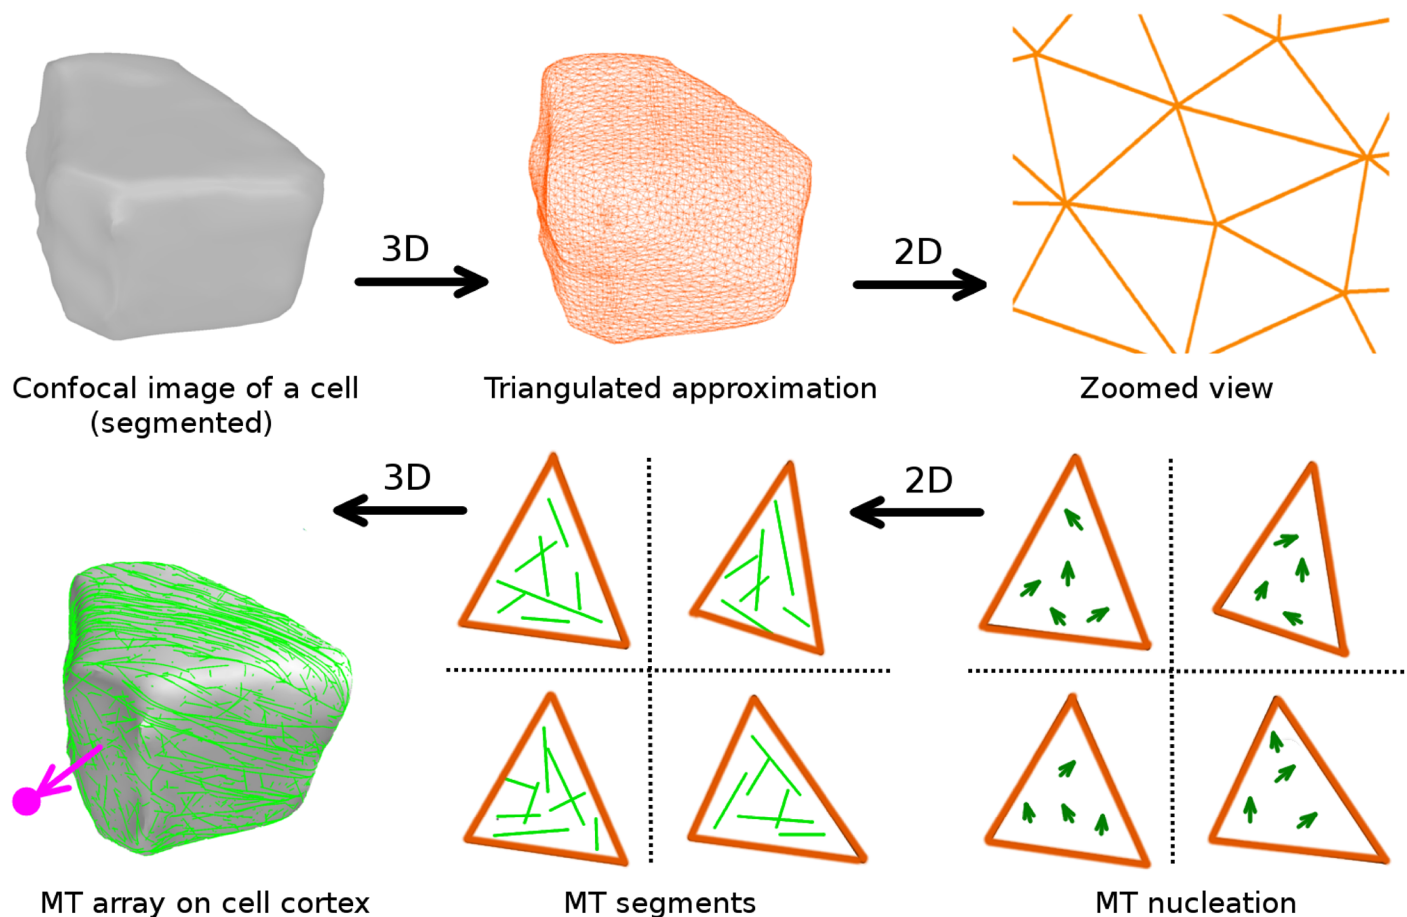 3D
2D
Confocal image of a cell
(segmented)
Triangulated approximation
Zoomed view
3D
2D
MT array on cell cortex
MT segments
MT nucleation